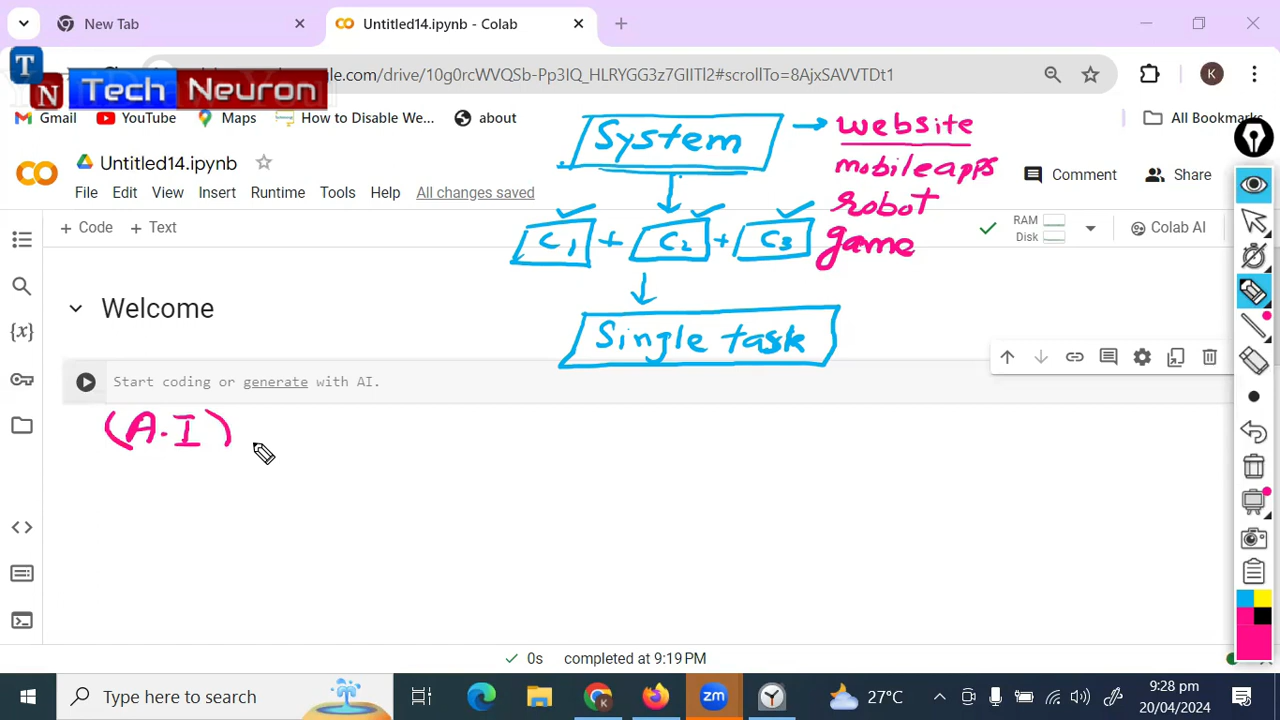 New Tab
Untitled14.ipynb - Colab
T N Tech Neuron
le.com/drive/10g0rcWVQSb-Pp3IQ_HLRYGG3z7GIITl2#scrollTo=8AjxSAVVTDt1
K
Gmail YouTube Maps How to Disable We... about All Bookmarks
System → website
mobile apps
robot
game
Untitled14.ipynb
File Edit View Insert Runtime Tools Help All changes saved
Comment Share
+ Code + Text
RAM
Disk
Colab AI
C1 + C2 + C3
Welcome
Single task
Start coding or generate with AI.
(A.I)
0s completed at 9:19 PM
Type here to search
zm
27°C
9:28 pm
20/04/2024